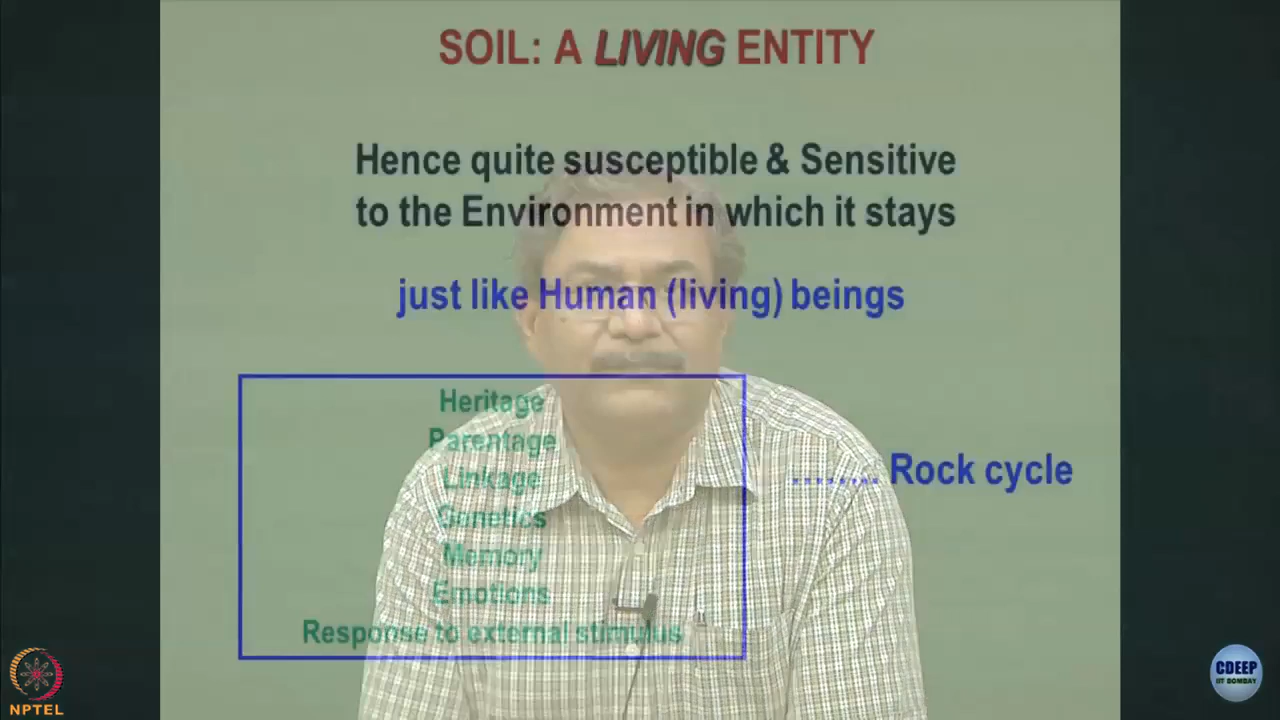 SOIL: A LIVING ENTITY
Hence quite susceptible & Sensitive
to the Environment in which it stays
just like Human (living) beings
Heritage
Parentage
Linkage
Genetics
Memory
Emotions
Response to external stimulus
........ Rock cycle
NPTEL
CDEEP
IIT BOMBAY